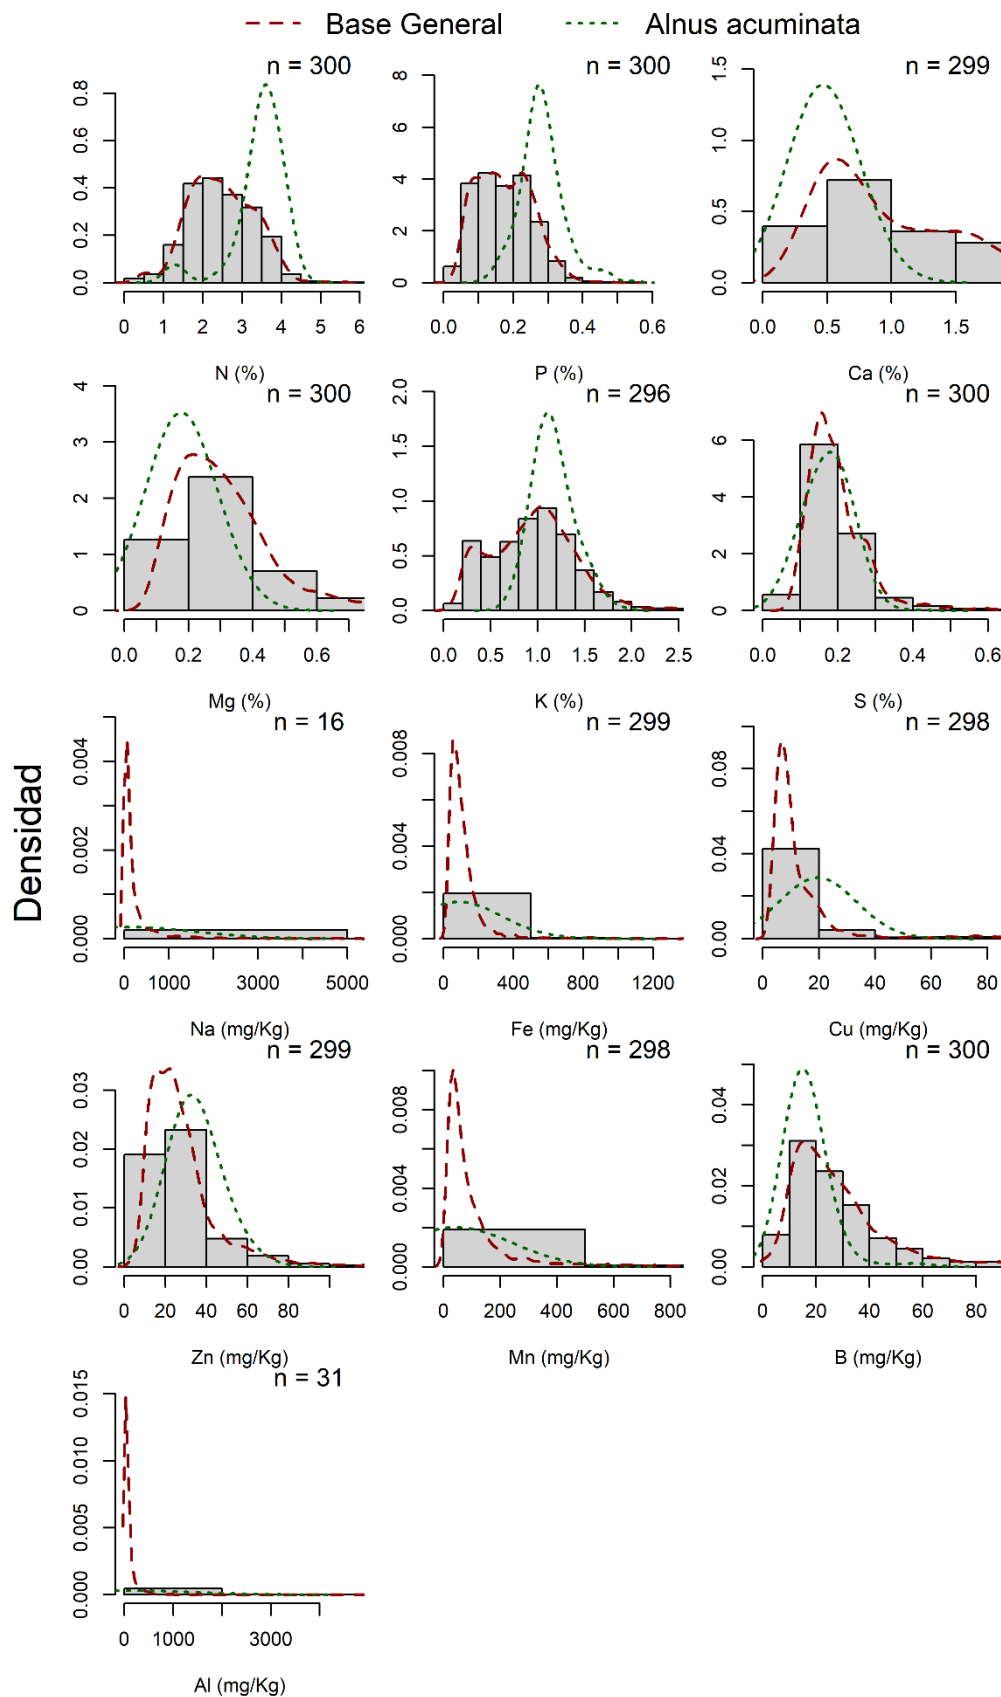 Base General
Alnus acuminata
Densidad
n = 300
0.0 0.2 0.4 0.6 0.8
0 1 2 3 4 5 6
N (%)
n = 300
0 2 4 6 8
0.0 0.2 0.4 0.6
P (%)
n = 299
0.0 0.5 1.0 1.5
0.0 0.5 1.0 1.5
Ca (%)
n = 300
0 1 2 3 4
0.0 0.2 0.4 0.6
Mg (%)
n = 296
0.0 0.5 1.0 1.5 2.0
0.0 0.5 1.0 1.5 2.0 2.5
K (%)
n = 300
0 2 4 6
0.0 0.2 0.4 0.6
S (%)
n = 16
0.000 0.002 0.004
0 1000 3000 5000
Na (mg/Kg)
n = 299
0.000 0.004 0.008
0 400 800 1200
Fe (mg/Kg)
n = 298
0.00 0.04 0.08
0 20 40 60 80
Cu (mg/Kg)
n = 299
0.00 0.01 0.02 0.03
0 20 40 60 80
Zn (mg/Kg)
n = 298
0.000 0.004 0.008
0 200 400 600 800
Mn (mg/Kg)
n = 300
0.00 0.02 0.04
0 20 40 60 80
B (mg/Kg)
n = 31
0.000 0.005 0.010 0.015
0 1000 3000
Al (mg/Kg)